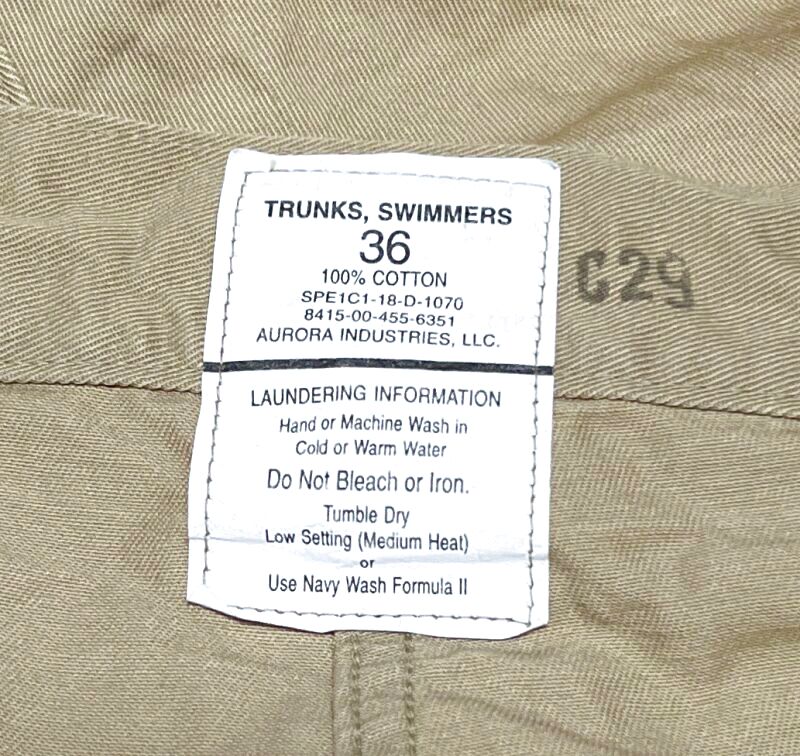 TRUNKS, SWIMMERS
36
100% COTTON
SPE1C1-18-D-1070
8415-00-455-6351
AURORA INDUSTRIES, LLC.
LAUNDERING INFORMATION
Hand or Machine Wash in
Cold or Warm Water
Do Not Bleach or Iron.
Tumble Dry
Low Setting (Medium Heat)
or
Use Navy Wash Formula II
C29